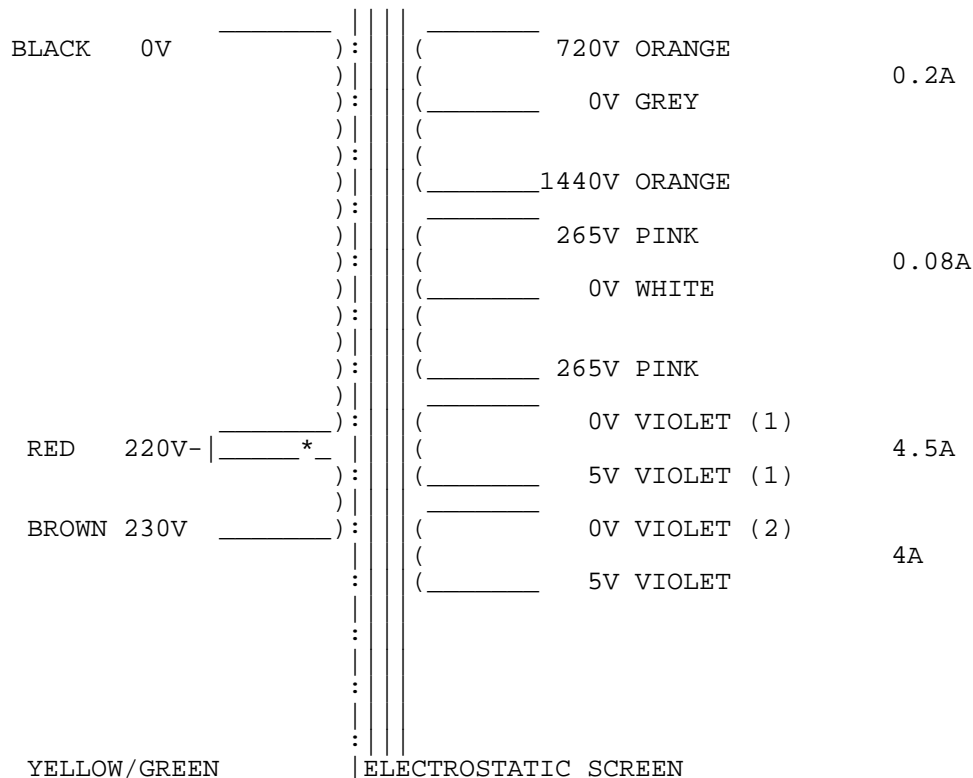 BLACK 0V 720V ORANGE
0.2A
0V GREY
1440V ORANGE
265V PINK
0.08A
0V WHITE
265V PINK
0V VIOLET (1)
RED 220V-|______*_ 4.5A
5V VIOLET (1)
BROWN 230V 0V VIOLET (2)
4A
5V VIOLET
YELLOW/GREEN ELECTROSTATIC SCREEN